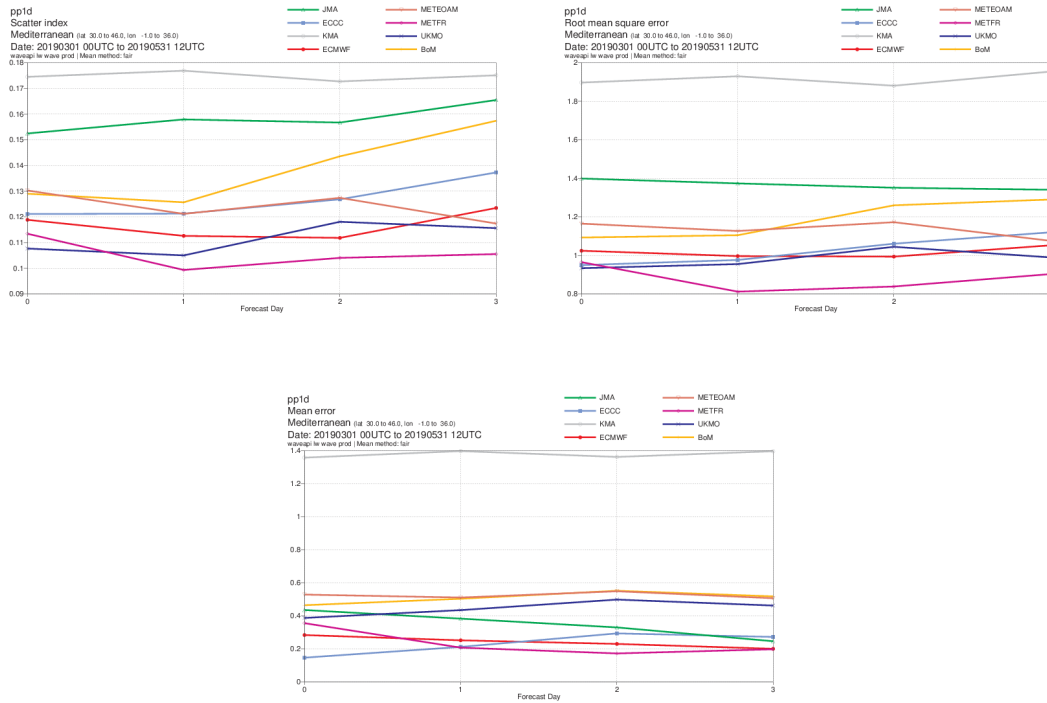 pp1d
Scatter index
Mediterranean (lat 30.0 to 46.0, lon -1.0 to 36.0)
Date: 20190301 00UTC to 20190531 12UTC
waveapi lw wave prod | Mean method: fair
JMA
METEOAM
ECCC
METFR
KMA
UKMO
ECMWF
BoM
0.18
0.17
0.16
0.15
0.14
0.13
0.12
0.11
0.1
0.09
0 1 2 3
Forecast Day
pp1d
Root mean square error
Mediterranean (lat 30.0 to 46.0, lon -1.0 to 36.0)
Date: 20190301 00UTC to 20190531 12UTC
waveapi lw wave prod | Mean method: fair
JMA
METEOAM
ECCC
METFR
KMA
UKMO
ECMWF
BoM
2
1.8
1.6
1.4
1.2
1
0.8
0 1 2
Forecast Day
pp1d
Mean error
Mediterranean (lat 30.0 to 46.0, lon -1.0 to 36.0)
Date: 20190301 00UTC to 20190531 12UTC
waveapi lw wave prod | Mean method: fair
JMA
METEOAM
ECCC
METFR
KMA
UKMO
ECMWF
BoM
1.4
1
0.8
0.6
0.4
0.2
0
0 1 2 3
Forecast Day